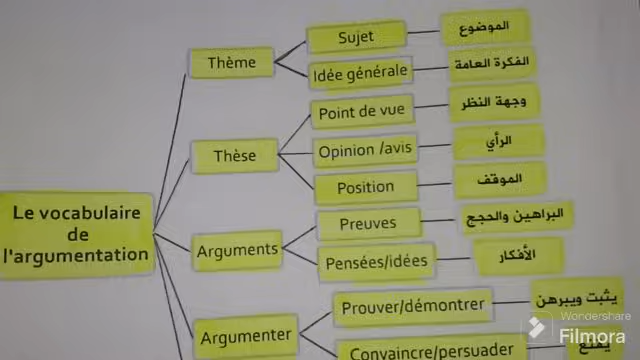 Sujet
الموضوع
Thème
Idée générale
الفكرة العامة
Point de vue
وجهة النظر
Thèse
Opinion /avis
الرأي
Position
الموقف
Le vocabulaire
de
l'argumentation
Preuves
البراهين والحجج
Arguments
Pensées/idées
الأفكار
Prouver/démontrer
يثبت ويبرهن
Argumenter
Convaincre/persuader
يقنع
Wondershare
Filmora